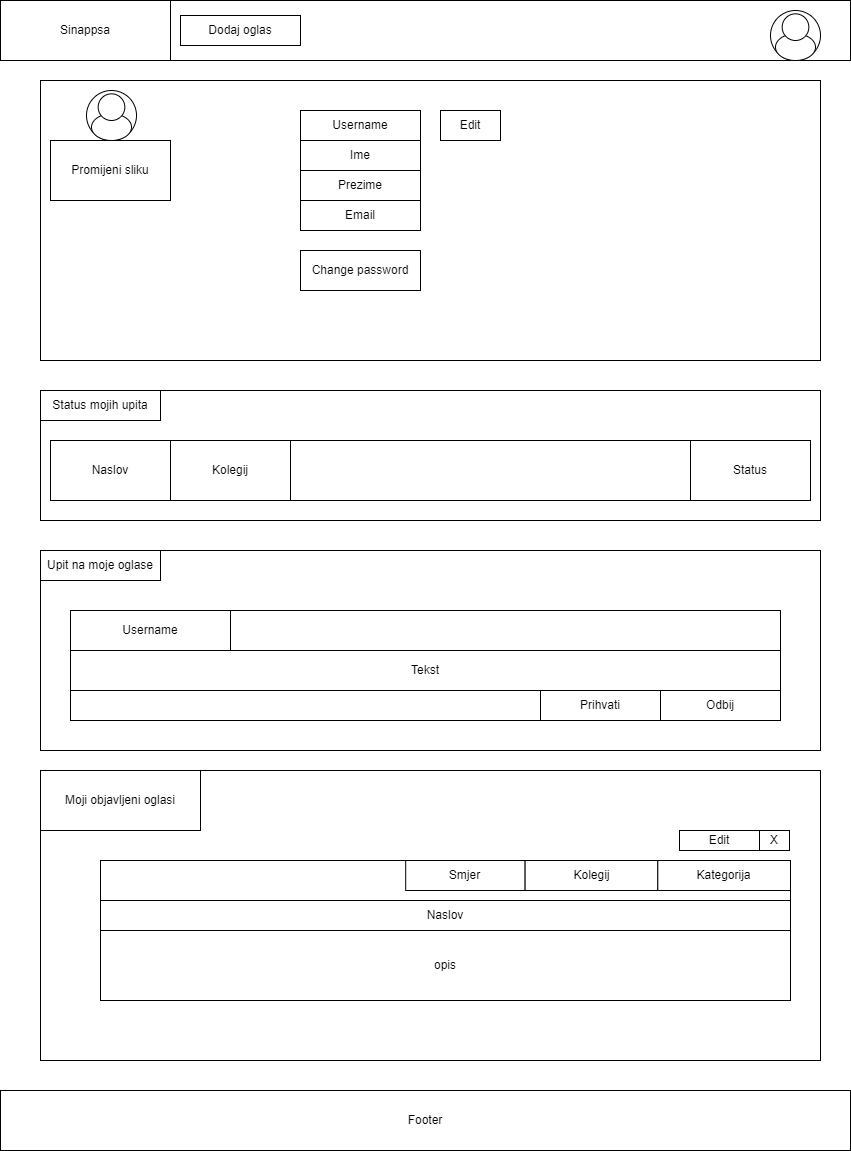 Sinappsa
Dodaj oglas
Promijeni sliku
Username
Edit
Ime
Prezime
Email
Change password
Status mojih upita
Naslov
Kolegij
Status
Upit na moje oglase
Username
Tekst
Prihvati
Odbij
Moji objavljeni oglasi
Edit
X
Smjer
Kolegij
Kategorija
Naslov
opis
Footer